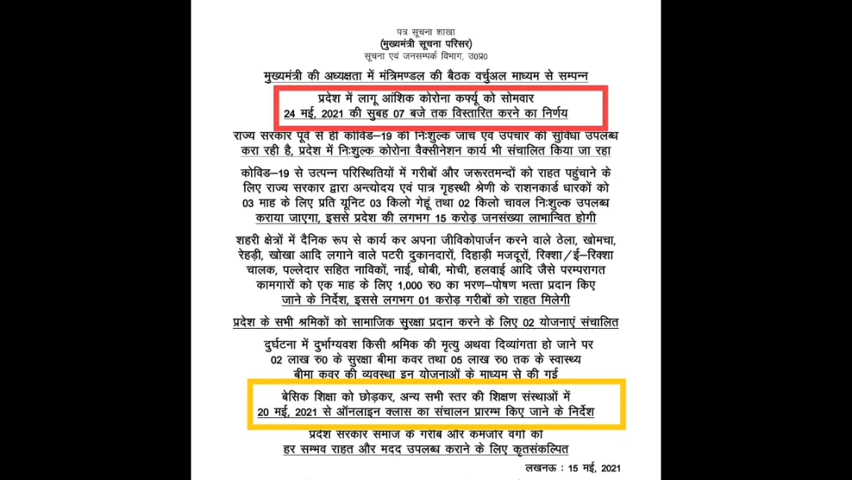 पत्र सूचना शाखा
(मुख्यमंत्री सूचना परिसर)
सूचना एवं जनसम्पर्क विभाग, उ०प्र०
मुख्यमंत्री की अध्यक्षता में मंत्रिमण्डल की बैठक वर्चुअल माध्यम से सम्पन्न
प्रदेश में लागू आंशिक कोरोना कर्फ्यू को सोमवार
24 मई, 2021 की सुबह 07 बजे तक विस्तारित करने का निर्णय
राज्य सरकार पूर्व से ही कोविड–19 की निःशुल्क जांच एवं उपचार की सुविधा उपलब्ध
करा रही है, प्रदेश में निःशुल्क कोरोना वैक्सीनेशन कार्य भी संचालित किया जा रहा
कोविड–19 से उत्पन्न परिस्थितियों में गरीबों और जरूरतमन्दों को राहत पहुंचाने के
लिए राज्य सरकार द्वारा अन्त्योदय एवं पात्र गृहस्थी श्रेणी के राशनकार्ड धारकों को
03 माह के लिए प्रति यूनिट 03 किलो गेहूं तथा 02 किलो चावल निःशुल्क उपलब्ध
कराया जाएगा, इससे प्रदेश की लगभग 15 करोड़ जनसंख्या लाभान्वित होगी
शहरी क्षेत्रों में दैनिक रूप से कार्य कर अपना जीविकोपार्जन करने वाले ठेला, खोमचा,
रेहड़ी, खोखा आदि लगाने वाले पटरी दुकानदारों, दिहाड़ी मजदूरों, रिक्शा/ई–रिक्शा
चालक, पल्लेदार सहित नाविकों, नाई, धोबी, मोची, हलवाई आदि जैसे परम्परागत
कामगारों को एक माह के लिए 1,000 रु0 का भरण–पोषण भत्ता प्रदान किए
जाने के निर्देश, इससे लगभग 01 करोड़ गरीबों को राहत मिलेगी
प्रदेश के सभी श्रमिकों को सामाजिक सुरक्षा प्रदान करने के लिए 02 योजनाएं संचालित
दुर्घटना में दुर्भाग्यवश किसी श्रमिक की मृत्यु अथवा दिव्यांगता हो जाने पर
02 लाख रु0 के सुरक्षा बीमा कवर तथा 05 लाख रु0 तक के स्वास्थ्य
बीमा कवर की व्यवस्था इन योजनाओं के माध्यम से की गई
बेसिक शिक्षा को छोड़कर, अन्य सभी स्तर की शिक्षण संस्थाओं में
20 मई, 2021 से ऑनलाइन क्लास का संचालन प्रारम्भ किए जाने के निर्देश
प्रदेश सरकार समाज के गरीब और कमजोर वर्गों को
हर सम्भव राहत और मदद उपलब्ध कराने के लिए कृतसंकल्पित
लखनऊ : 15 मई, 2021